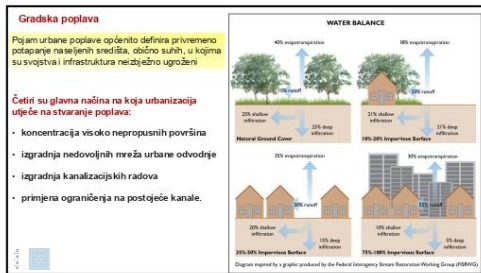 Gradska poplava
Pojam urbane poplave općenito definira privremeno
potapanje naseljenih središta, obično suhih, u kojima
su svojstva i infrastruktura neizbježno ugroženi
Četiri su glavna načina na koja urbanizacija
utječe na stvaranje poplava:
• koncentracija visoko nepropusnih površina
• izgradnja nedovoljnih mreža urbane odvodnje
• izgradnja kanalizacijskih radova
• primjena ograničenja na postojeće kanale.
WATER BALANCE
40% evapotranspiration
10% runoff
25% shallow
infiltration
25% deep
infiltration
Natural Ground Cover
38% evapotranspiration
20% runoff
21% shallow
infiltration
21% deep
infiltration
10%-20% Impervious Surface
35% evapotranspiration
30% runoff
20% shallow
infiltration
15% deep
infiltration
35%-50% Impervious Surface
30% evapotranspiration
55% runoff
10% shallow
infiltration
5% deep
infiltration
75%-100% Impervious Surface
Diagram inspired by a graphic produced by the Federal Interagency Stream Restoration Working Group (FISRWG)